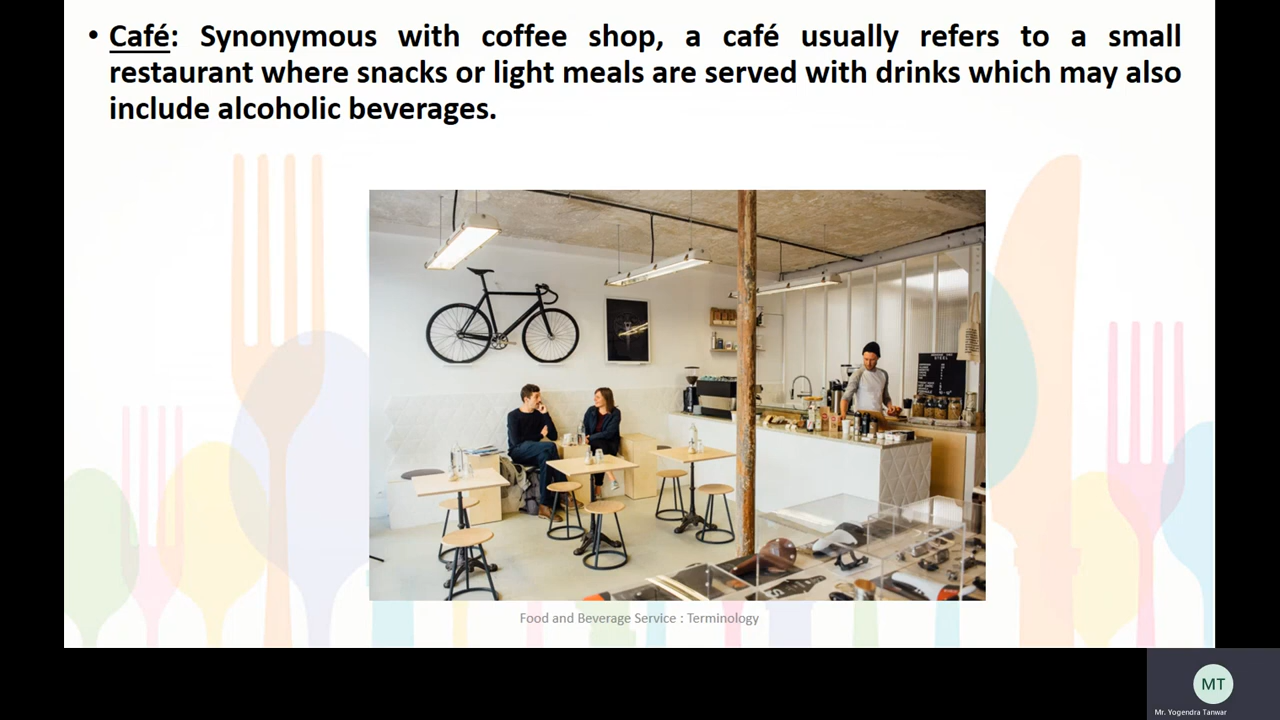 • Café: Synonymous with coffee shop, a café usually refers to a small
restaurant where snacks or light meals are served with drinks which may also
include alcoholic beverages.
Food and Beverage Service : Terminology
MT
Mr. Yogendra Tanwar